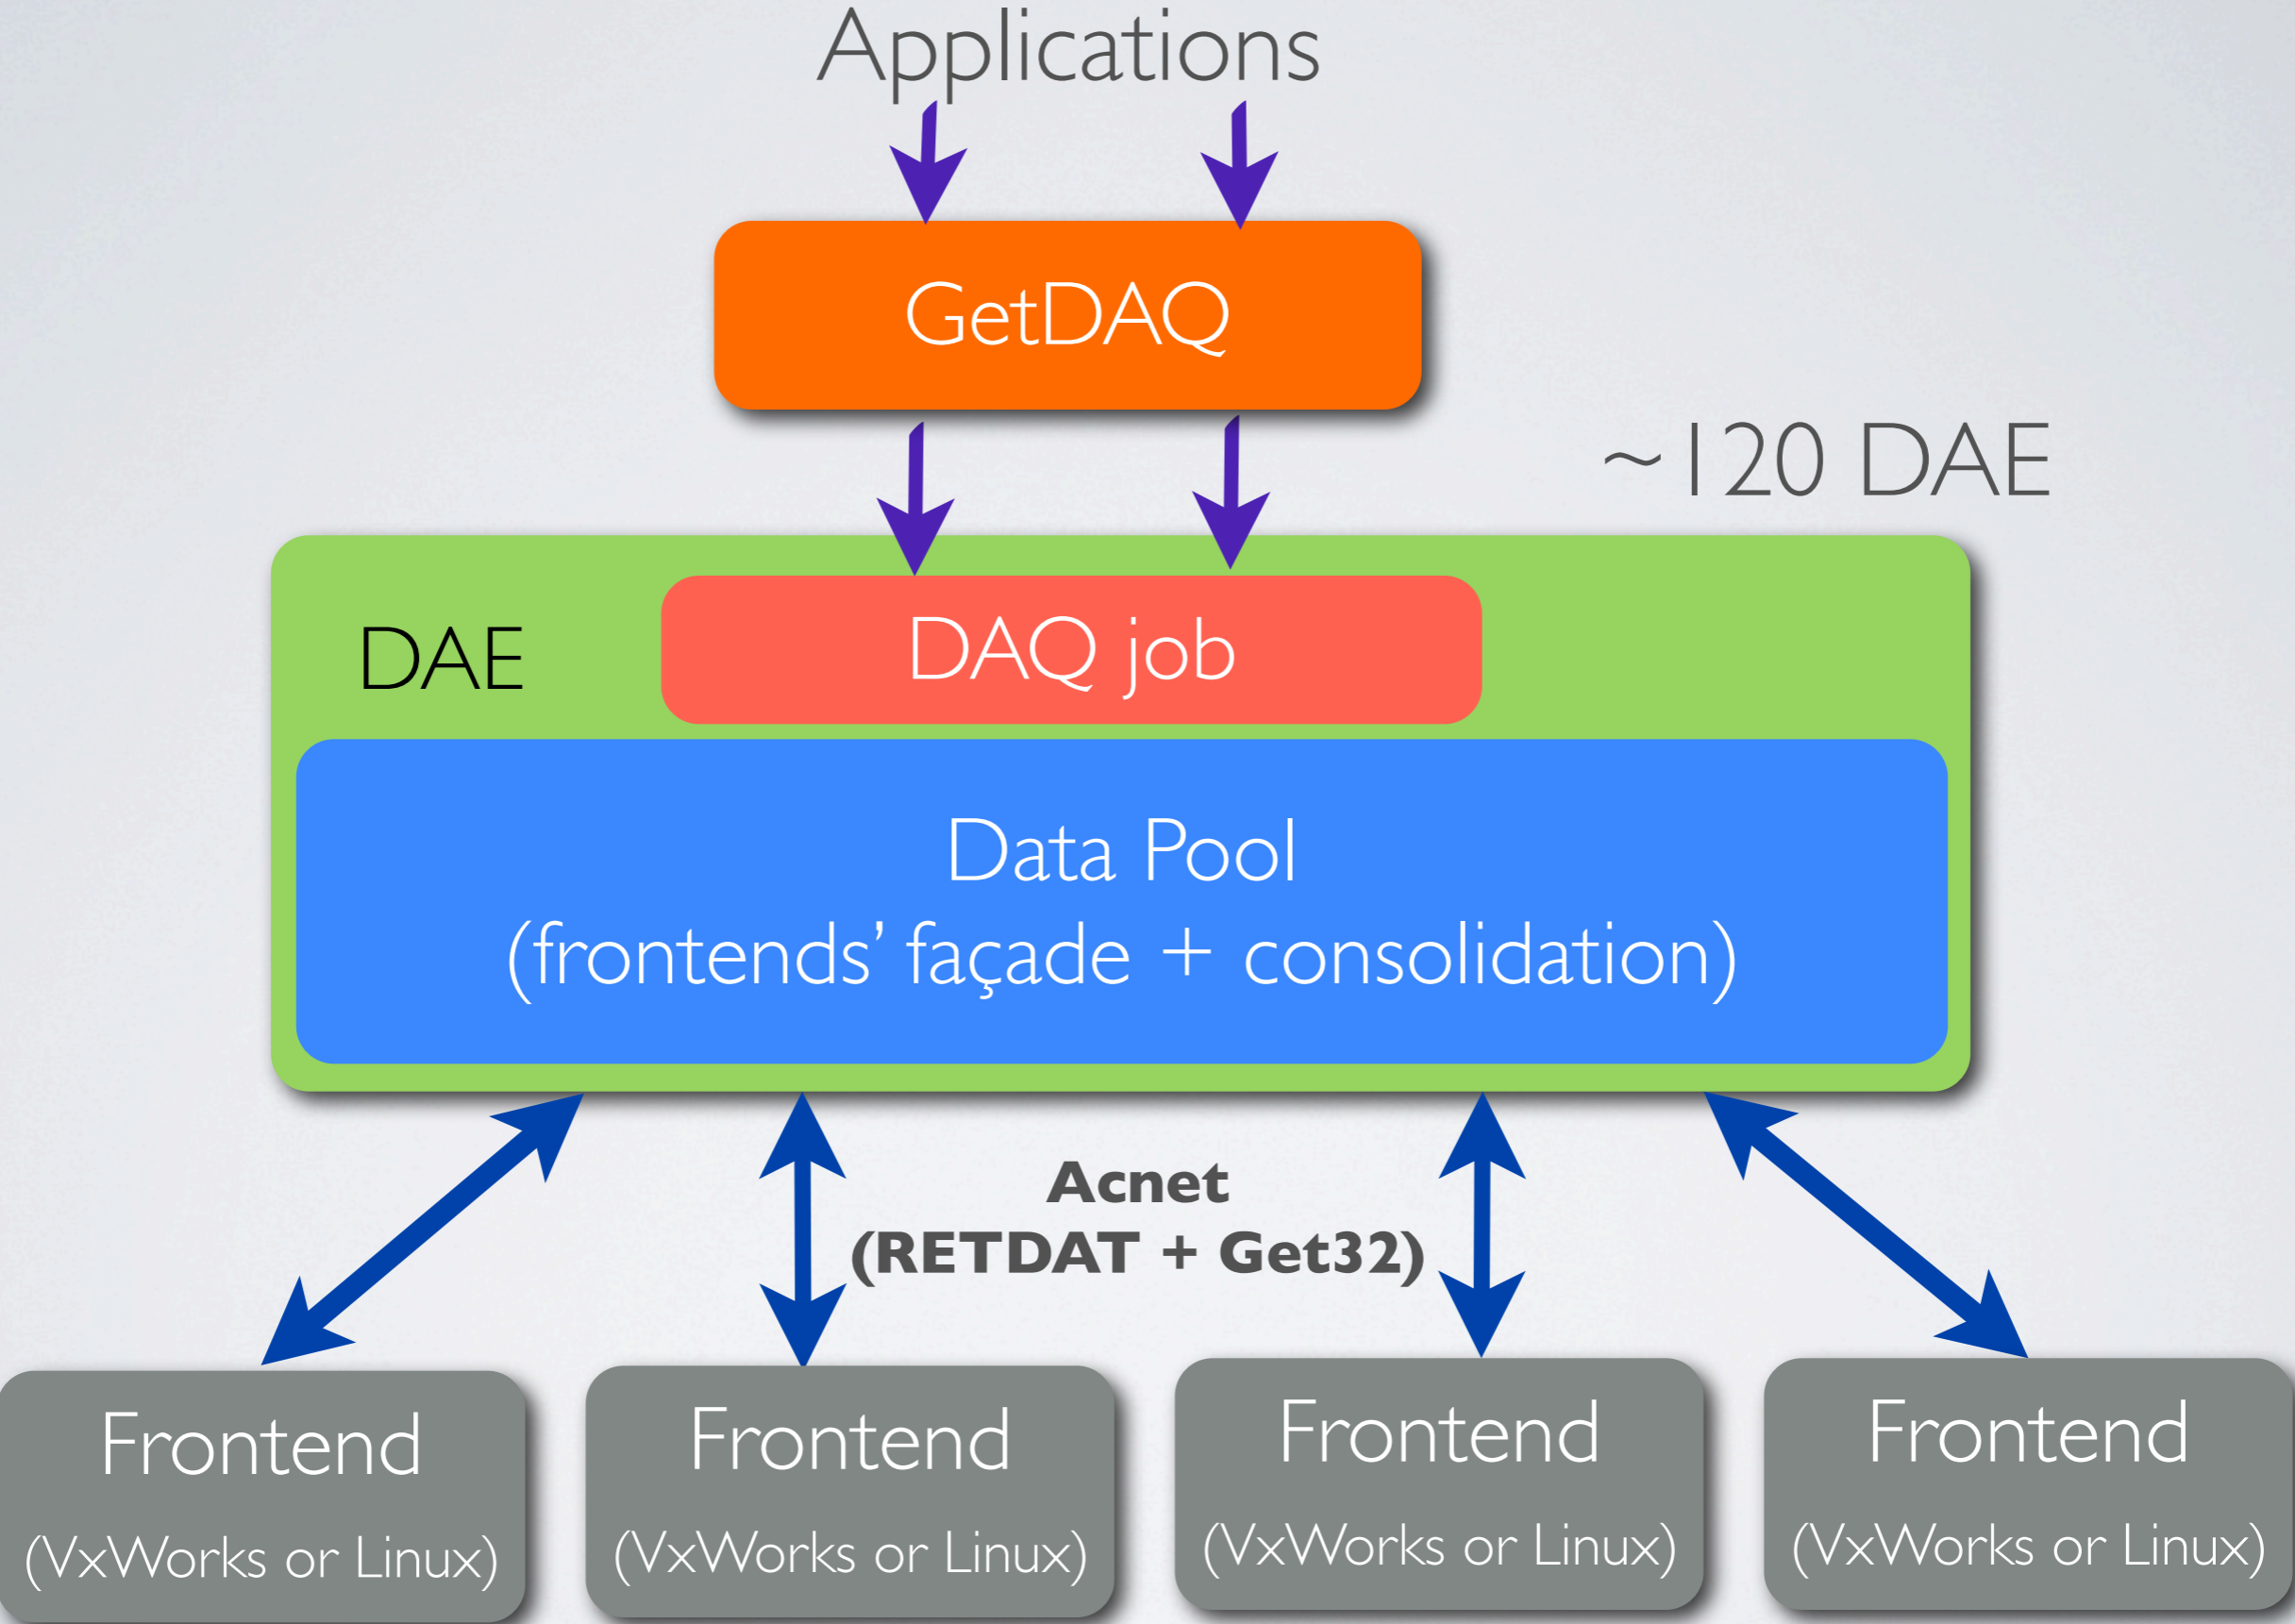 Applications
GetDAQ
~120 DAE
DAE
DAQ job
Data Pool
(frontends’ façade + consolidation)
Acnet
(RETDAT + Get32)
Frontend
(VxWorks or Linux)
Frontend
(VxWorks or Linux)
Frontend
(VxWorks or Linux)
Frontend
(VxWorks or Linux)